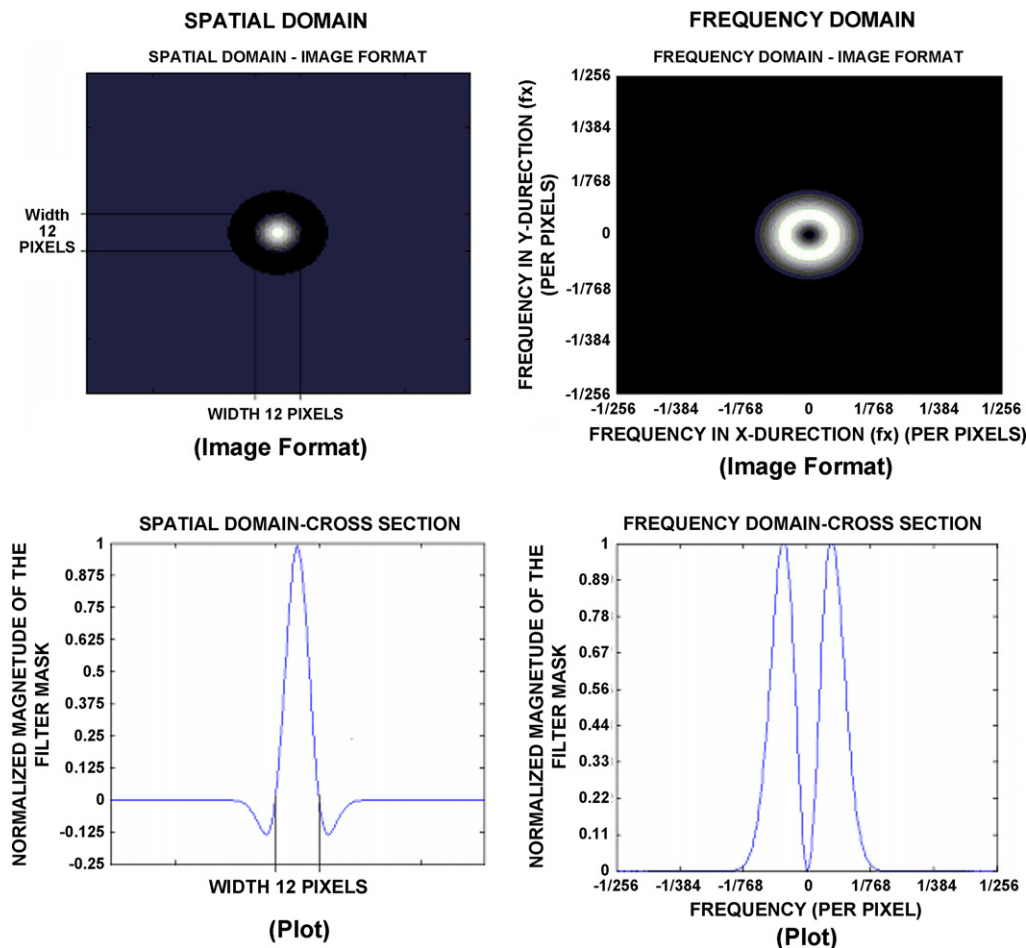 SPATIAL DOMAIN
SPATIAL DOMAIN - IMAGE FORMAT
Width
12
PIXELS
WIDTH 12 PIXELS
(Image Format)
FREQUENCY DOMAIN
FREQUENCY DOMAIN - IMAGE FORMAT
FREQUENCY IN Y-DURECTION (fx)
(PER PIXELS)
1/256
1/384
1/768
0
-1/768
-1/384
-1/256
-1/256 -1/384 -1/768 0 1/768 1/384 1/256
FREQUENCY IN X-DURECTION (fx) (PER PIXELS)
(Image Format)
SPATIAL DOMAIN-CROSS SECTION
NORMALIZED MAGNETUDE OF THE
FILTER MASK
1
0.875
0.75
0.625
0.5
0.375
0.25
0.125
0
-0.125
-0.25
WIDTH 12 PIXELS
(Plot)
FREQUENCY DOMAIN-CROSS SECTION
NORMALIZED MAGNETUDE OF THE
FILTER MASK
1
0.89
0.78
0.67
0.56
0.44
0.33
0.22
0.11
0
-1/256 -1/384 -1/768 0 1/768 1/384 1/256
FREQUENCY (PER PIXEL)
(Plot)